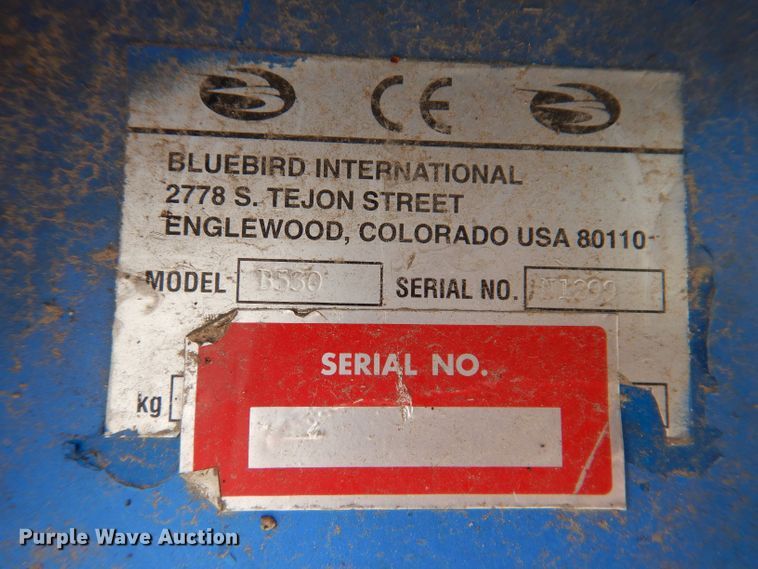 CE
BLUEBIRD INTERNATIONAL
2778 S. TEJON STREET
ENGLEWOOD, COLORADO USA 80110
MODEL B530 SERIAL NO.
SERIAL NO.
kg
Purple Wave Auction